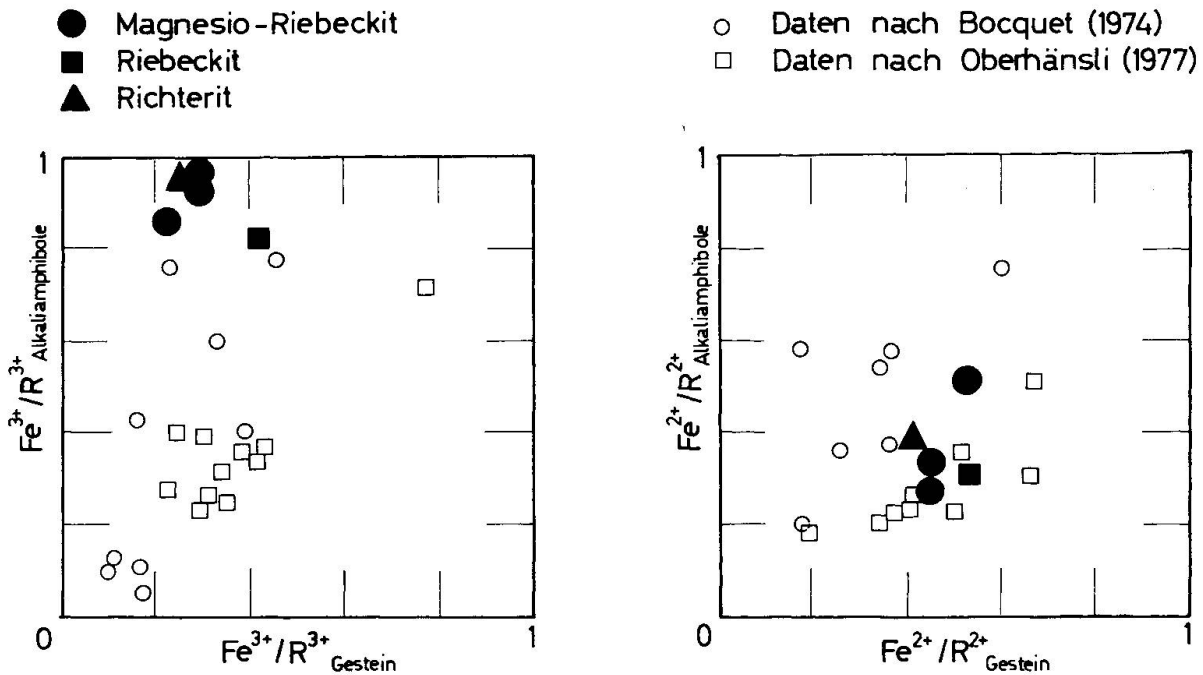 Magnesio-Riebeckit
Riebeckit
Richterit
Daten nach Bocquet (1974)
Daten nach Oberhänsli (1977)
1
Fe³⁺/R³⁺ Alkaliamphibole
0
1
Fe³⁺/R³⁺ Gestein
1
Fe²⁺/R²⁺ Alkaliamphibole
0
1
Fe²⁺/R²⁺ Gestein